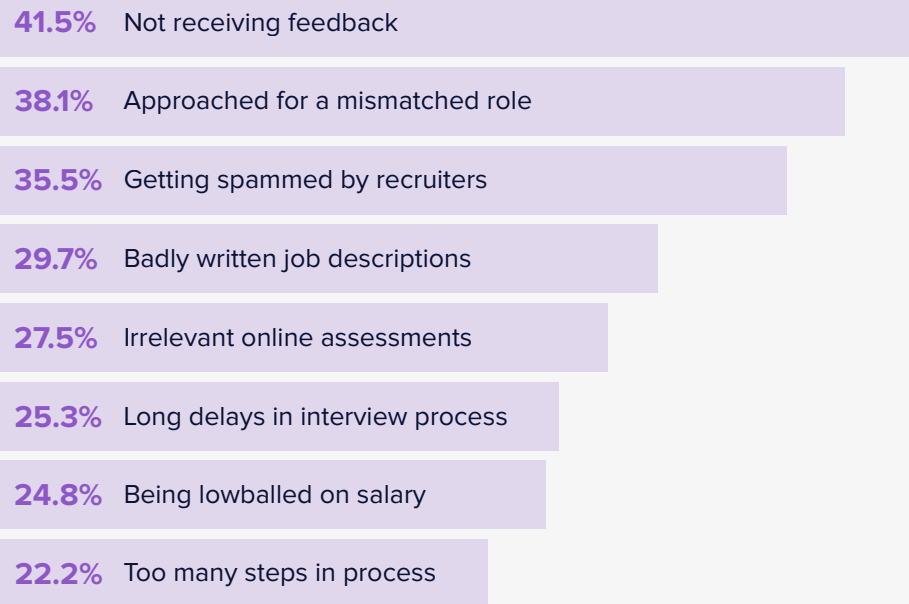 41.5% Not receiving feedback
38.1% Approached for a mismatched role
35.5% Getting spammed by recruiters
29.7% Badly written job descriptions
27.5% Irrelevant online assessments
25.3% Long delays in interview process
24.8% Being lowballed on salary
22.2% Too many steps in process